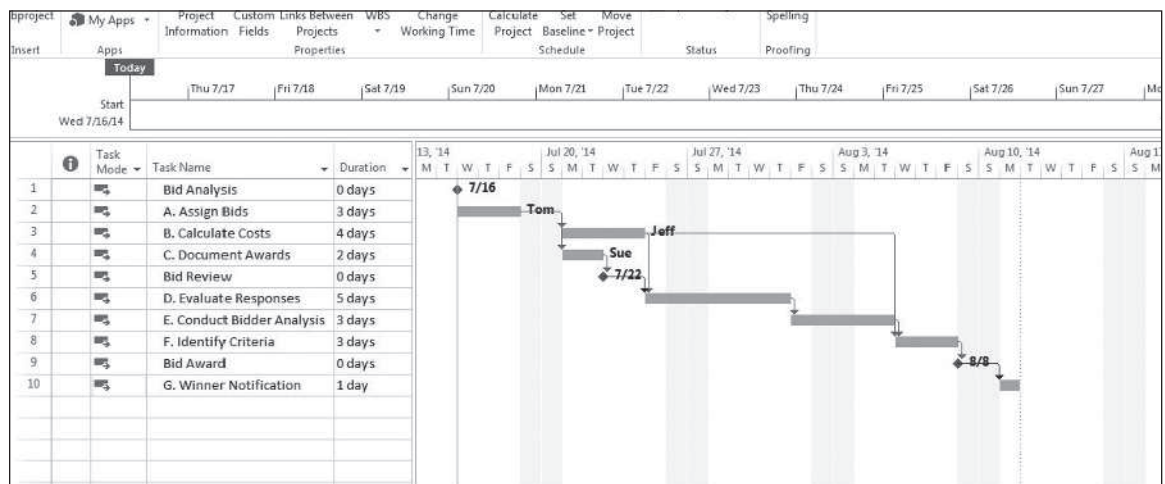 bproject My Apps Project Custom Links Between WBS Change Calculate Set Move Spelling
Information Fields Projects Working Time Project Baseline Project
Insert Apps Properties Schedule Status Proofing
Today
Thu 7/17 Fri 7/18 Sat 7/19 Sun 7/20 Mon 7/21 Tue 7/22 Wed 7/23 Thu 7/24 Fri 7/25 Sat 7/26 Sun 7/27 Mo
Start
Wed 7/16/14
Task 13, '14 Jul 20, '14 Jul 27, '14 Aug 3, '14 Aug 10, '14 Aug 1
Mode Task Name Duration M T W T F S S M T W T F S S M T W T F S S M T W T F S S M T W T F S S M
1 Bid Analysis 0 days 7/16
2 A. Assign Bids 3 days Tom
3 B. Calculate Costs 4 days Jeff
4 C. Document Awards 2 days Sue
5 Bid Review 0 days 7/22
6 D. Evaluate Responses 5 days
7 E. Conduct Bidder Analysis 3 days
8 F. Identify Criteria 3 days
9 Bid Award 0 days 8/8
10 G. Winner Notification 1 day